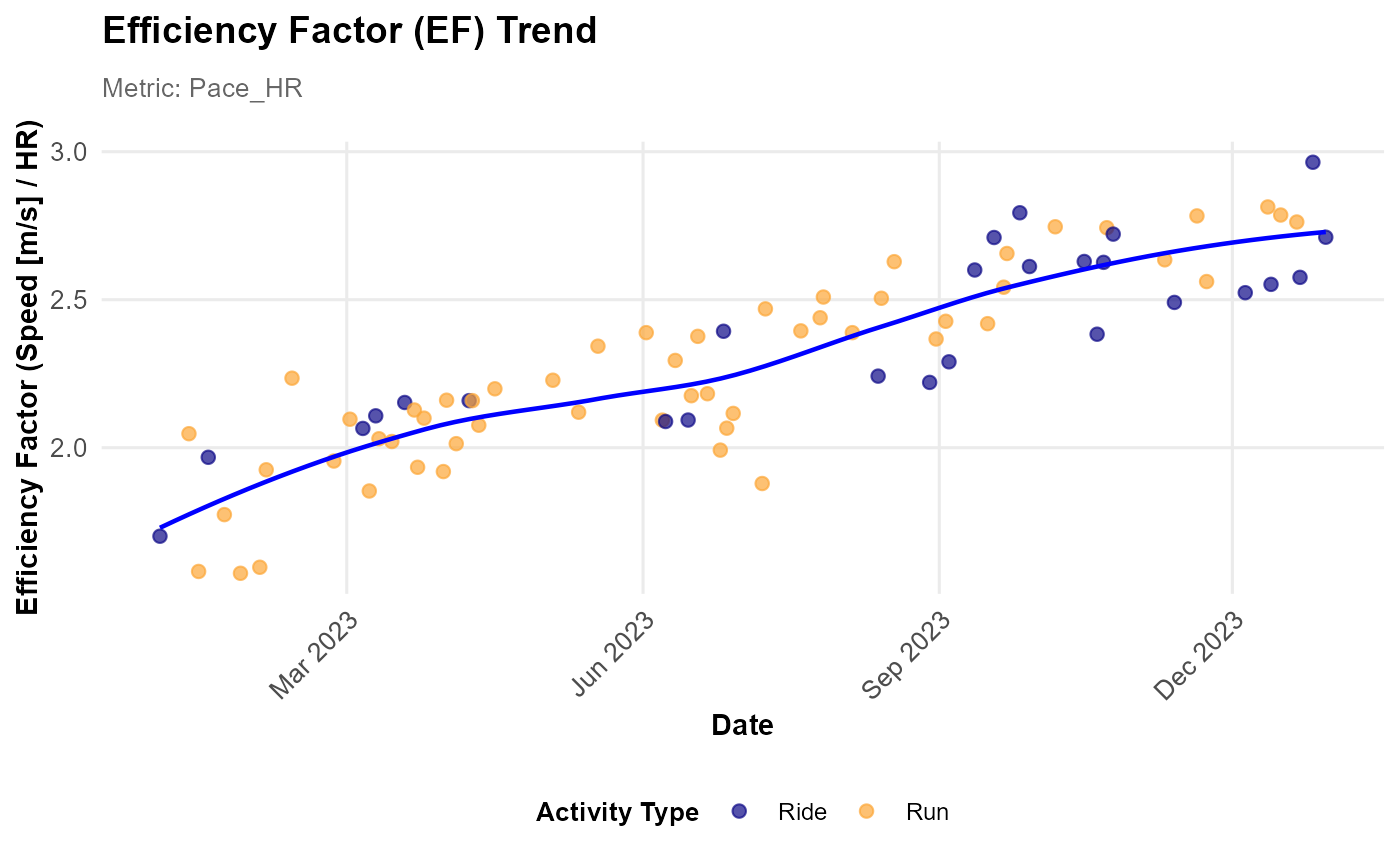 Efficiency Factor (EF) Trend
Metric: Pace_HR
Efficiency Factor (Speed [m/s] / HR)
3.0
2.5
2.0
Mar 2023
Jun 2023
Sep 2023
Dec 2023
Date
Activity Type Ride Run